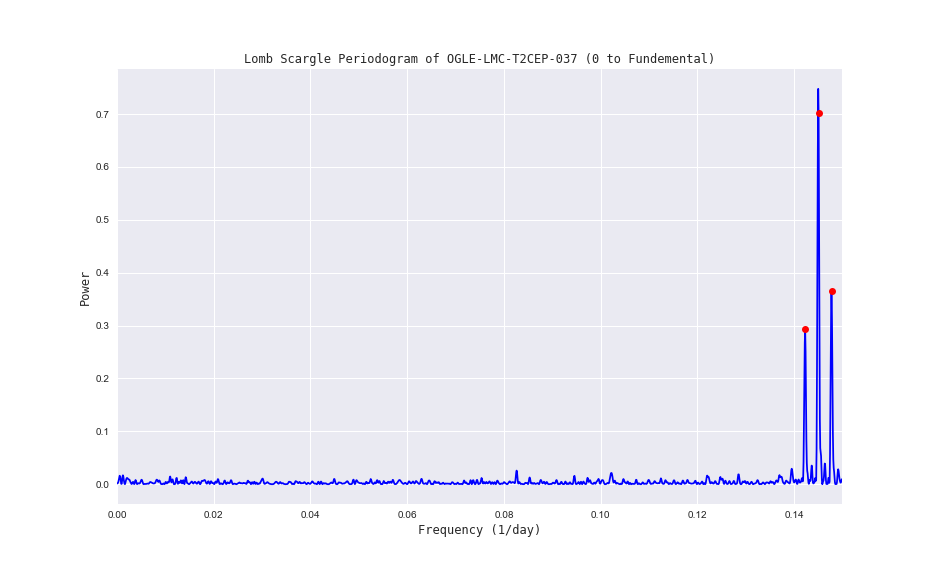 Lomb Scargle Periodogram of OGLE-LMC-T2CEP-037 (0 to Fundemental)
0.7
0.6
0.5
0.4
0.3
0.2
0.1
0.0
Power
0.00 0.02 0.04 0.06 0.08 0.10 0.12 0.14
Frequency (1/day)